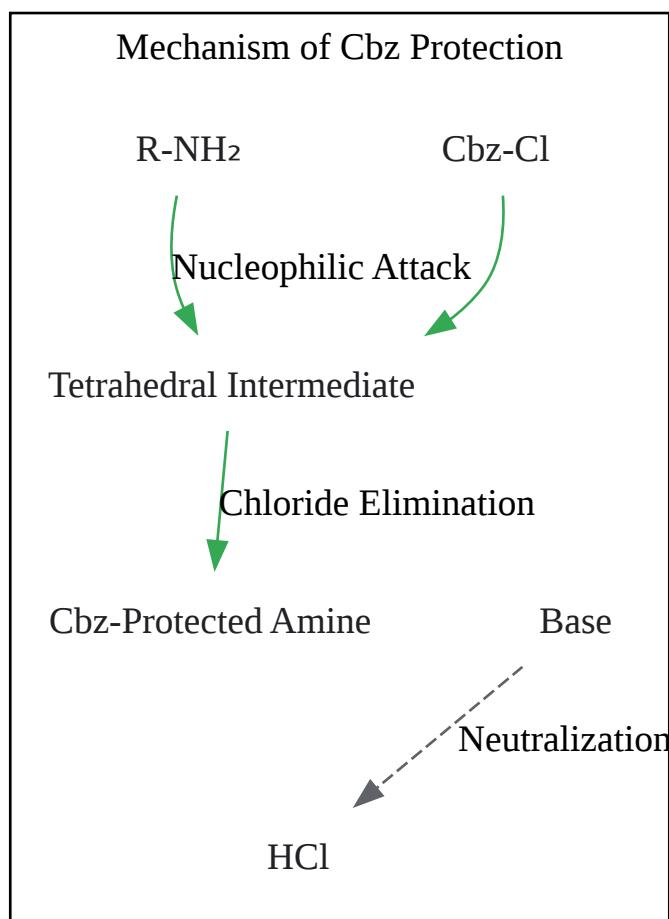 Mechanism of Cbz Protection
R-NH₂
Cbz-Cl
Nucleophilic Attack
Tetrahedral Intermediate
Chloride Elimination
Cbz-Protected Amine
Base
Neutralization
HCl